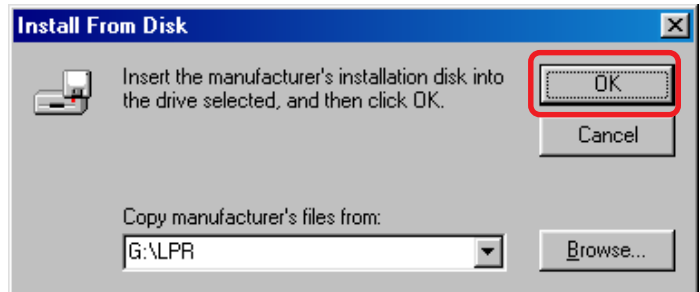 Install From Disk
Insert the manufacturer's installation disk into
the drive selected, and then click OK.
OK
Cancel
Copy manufacturer's files from:
G:\LPR
Browse...